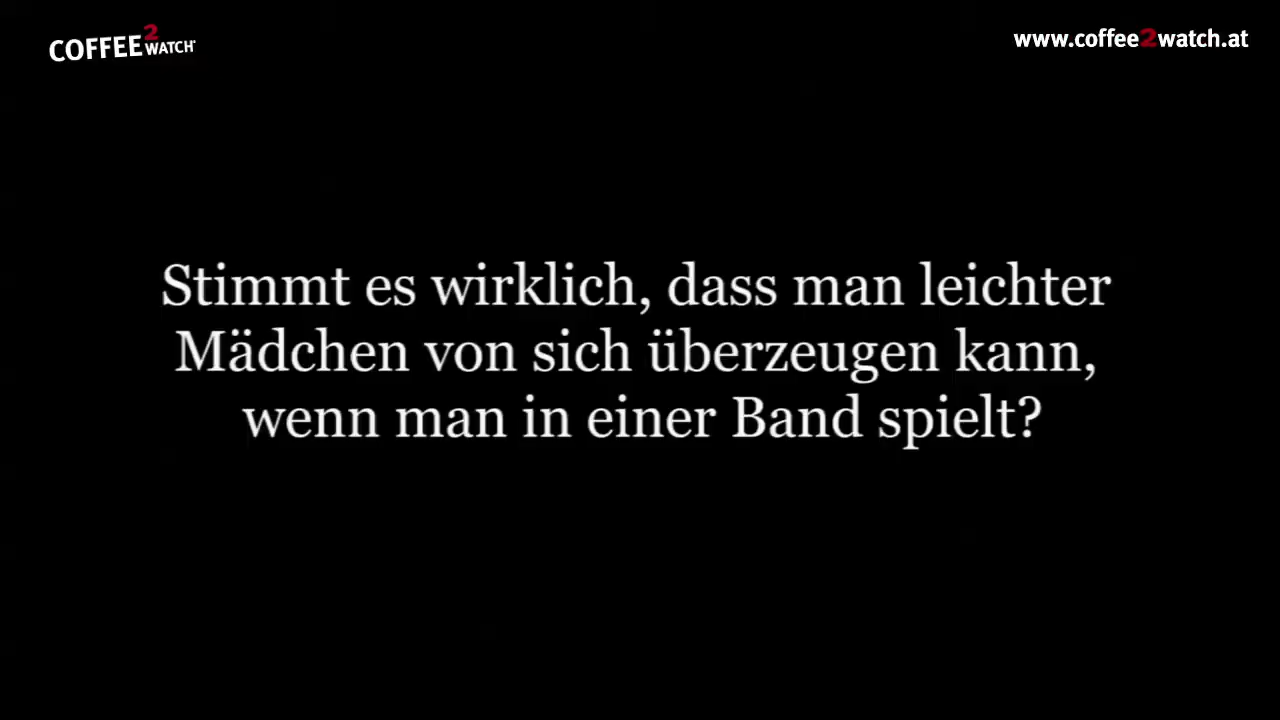 COFFEE2WATCH
www.coffee2watch.at
Stimmt es wirklich, dass man leichter
Mädchen von sich überzeugen kann,
wenn man in einer Band spielt?